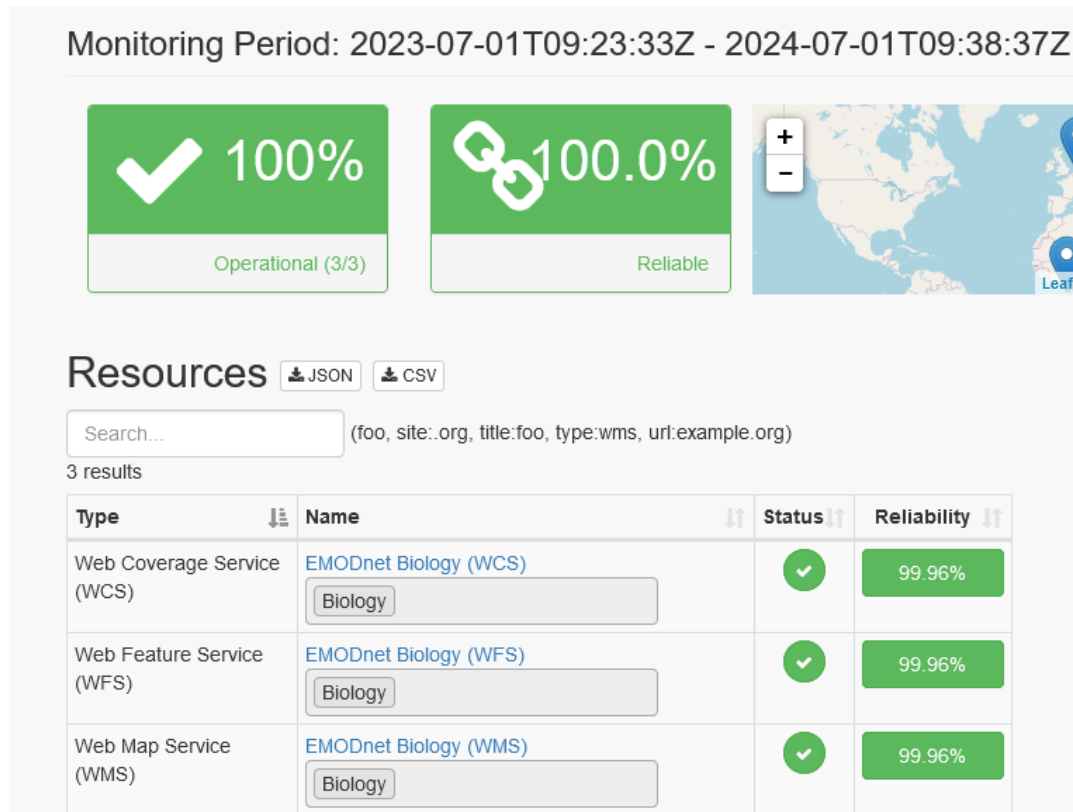 Monitoring Period: 2023-07-01T09:23:33Z - 2024-07-01T09:38:37Z
100%
Operational (3/3)
100.0%
Reliable
+
−
Leaf
Resources JSON CSV
Search... (foo, site:.org, title:foo, type:wms, url:example.org)
3 results
Type Name Status Reliability
Web Coverage Service
(WCS)
EMODnet Biology (WCS)
Biology
99.96%
Web Feature Service
(WFS)
EMODnet Biology (WFS)
Biology
99.96%
Web Map Service
(WMS)
EMODnet Biology (WMS)
Biology
99.96%